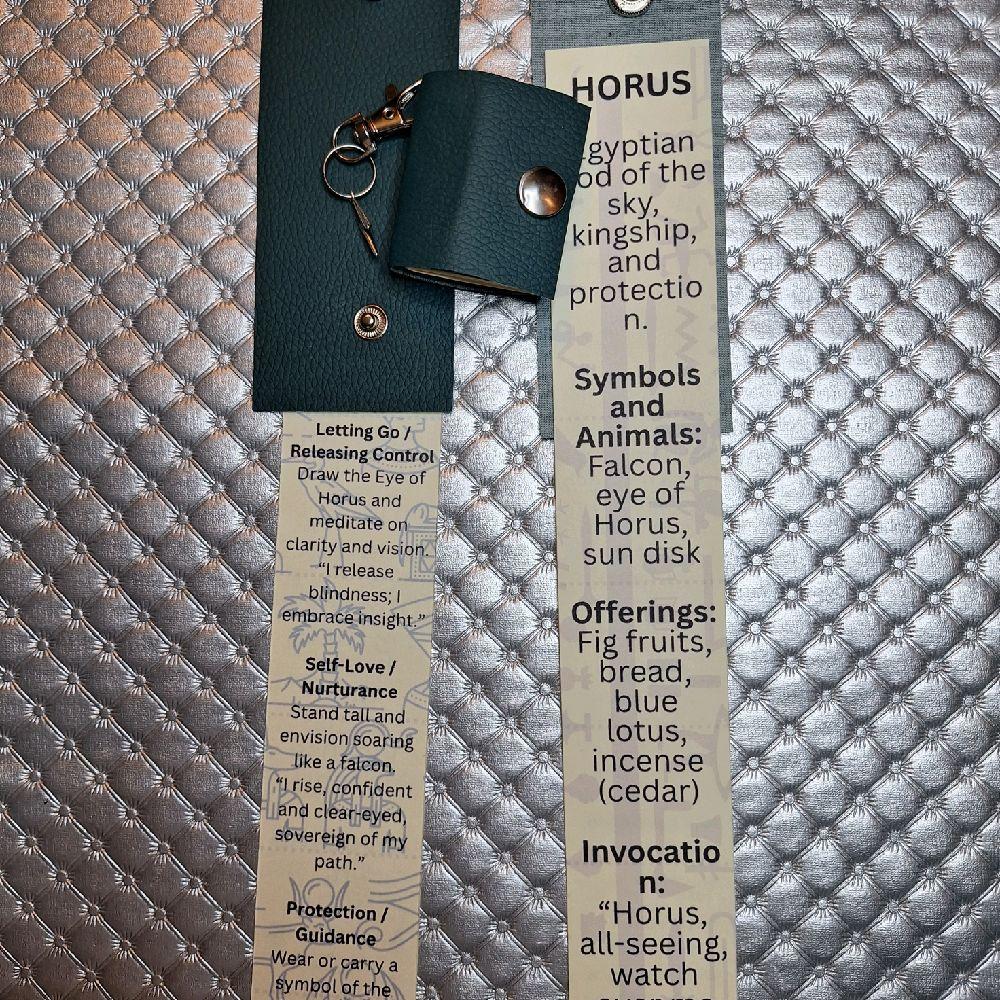 Letting Go /
Releasing Control
Draw the Eye of
Horus and
meditate on
clarity and vision.
“I release
blindness; I
embrace insight.”
Self-Love /
Nurturance
Stand tall and
envision soaring
like a falcon.
“I rise, confident
and clear-eyed,
sovereign of my
path.”
Protection /
Guidance
Wear or carry a
symbol of the
HORUS
gyptian
od of the
sky,
kingship,
and
protectio
n.
Symbols
and
Animals:
Falcon,
eye of
Horus,
sun disk
Offerings:
Fig fruits,
bread,
blue
lotus,
incense
(cedar)
Invocatio
n:
“Horus,
all-seeing,
watch